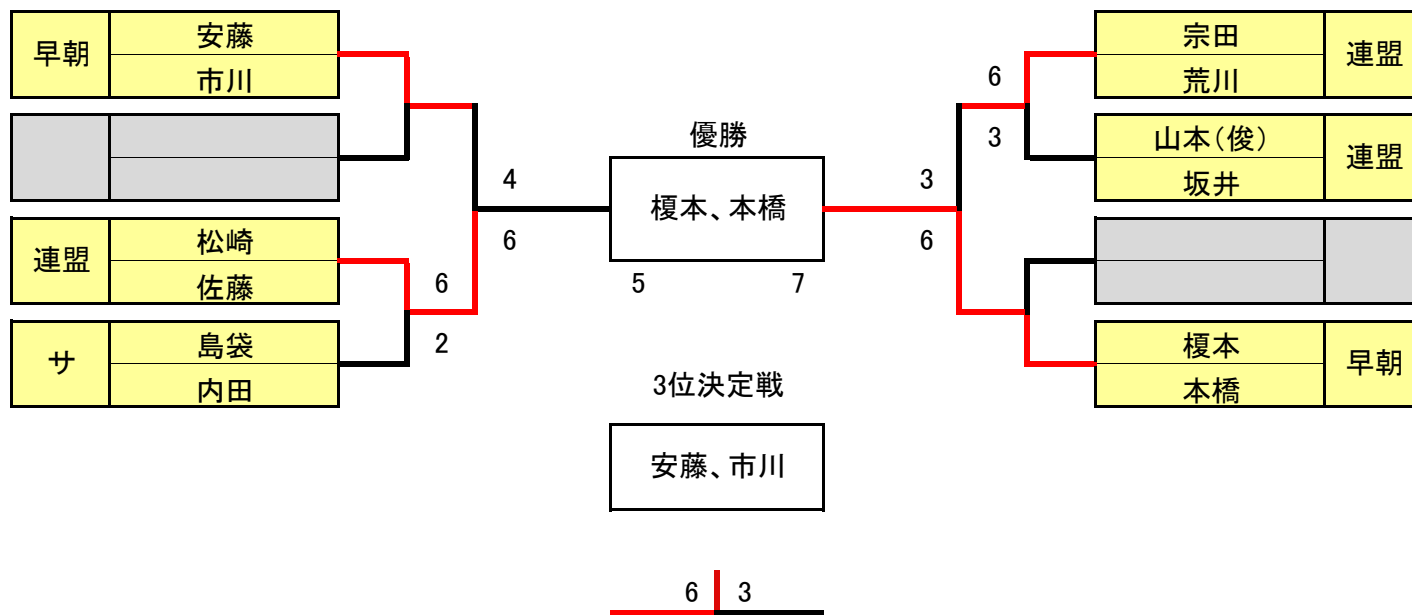 早朝
安藤
市川
連盟
松崎
佐藤
サ
島袋
内田
6
2
4
6
優勝
榎本、本橋
5 7
3位決定戦
安藤、市川
6 3
3
6
6
3
宗田
荒川
連盟
山本(俊)
坂井
連盟
榎本
本橋
早朝